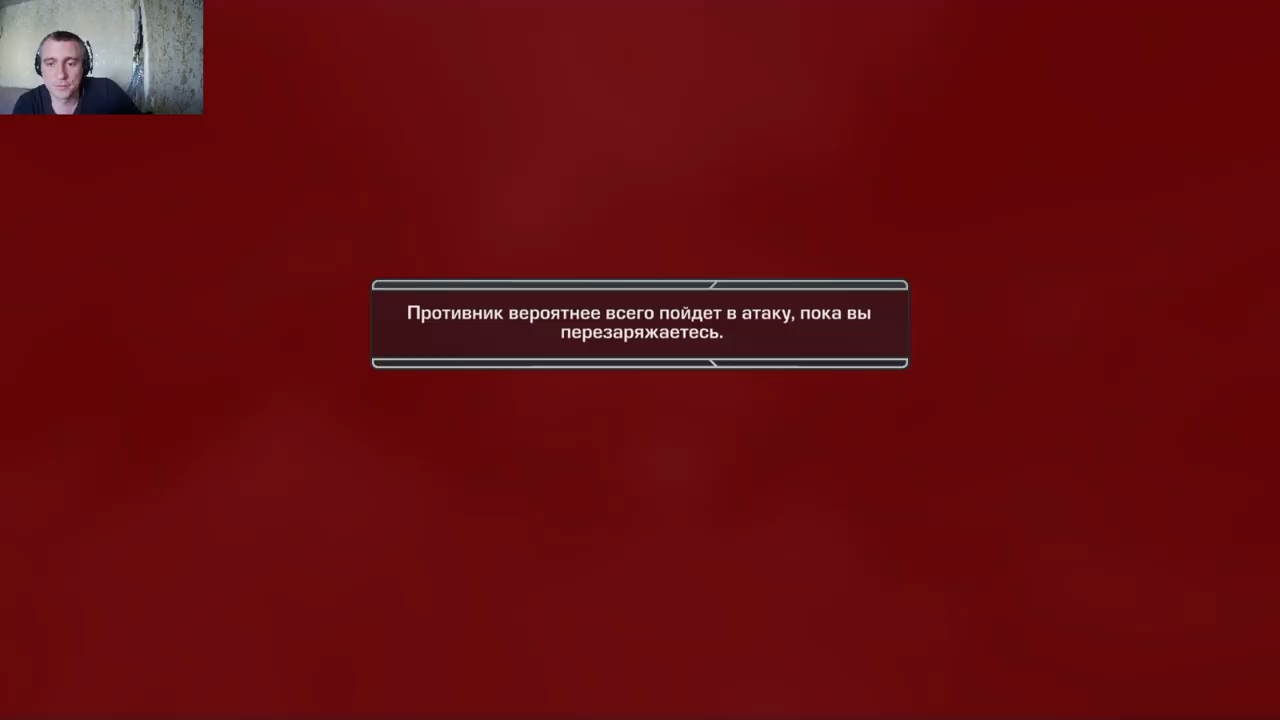 Противник вероятнее всего пойдет в атаку, пока вы
перезаряжаетесь.